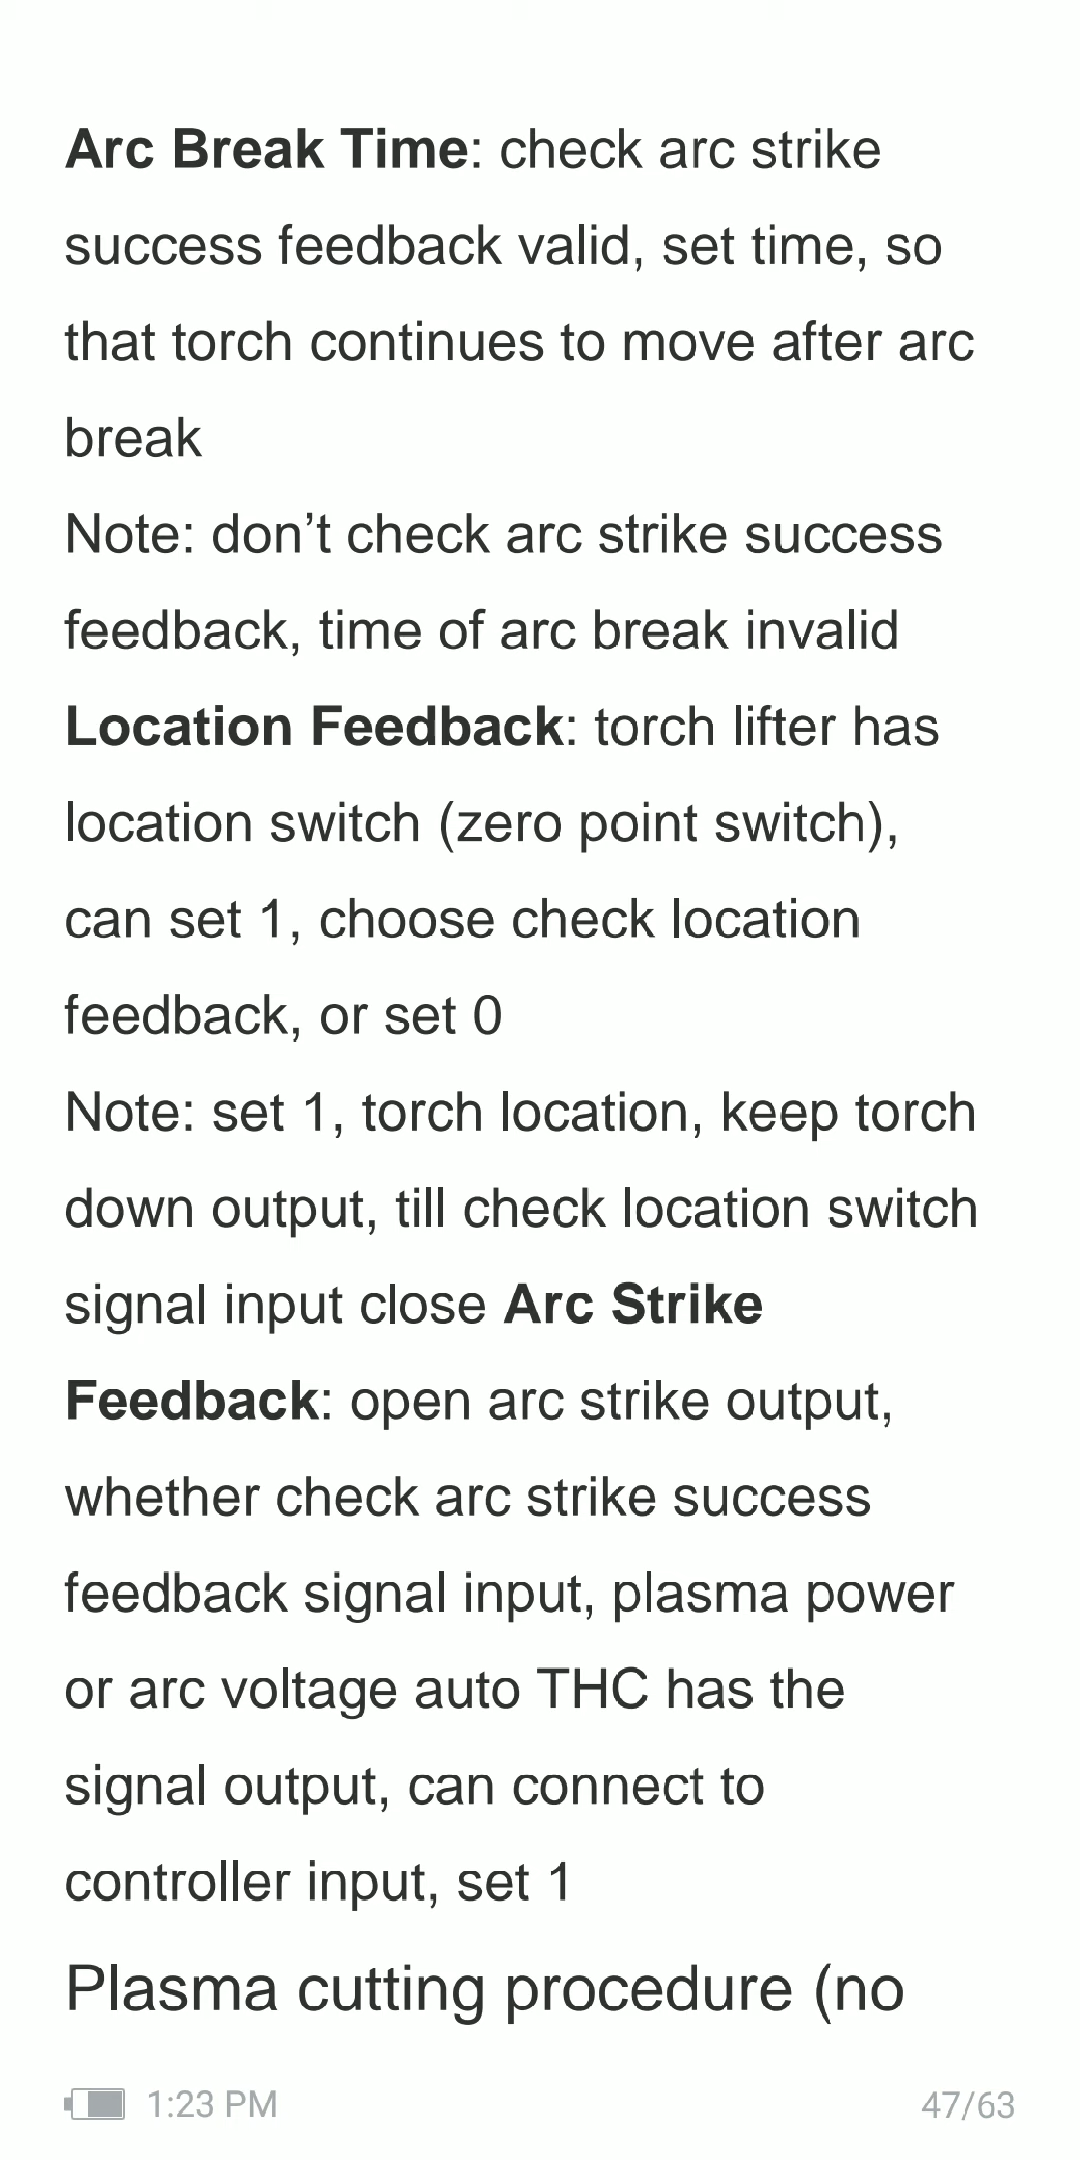 Arc Break Time: check arc strike
success feedback valid, set time, so
that torch continues to move after arc
break
Note: don’t check arc strike success
feedback, time of arc break invalid
Location Feedback: torch lifter has
location switch (zero point switch),
can set 1, choose check location
feedback, or set 0
Note: set 1, torch location, keep torch
down output, till check location switch
signal input close Arc Strike
Feedback: open arc strike output,
whether check arc strike success
feedback signal input, plasma power
or arc voltage auto THC has the
signal output, can connect to
controller input, set 1
Plasma cutting procedure (no
1:23 PM 47/63